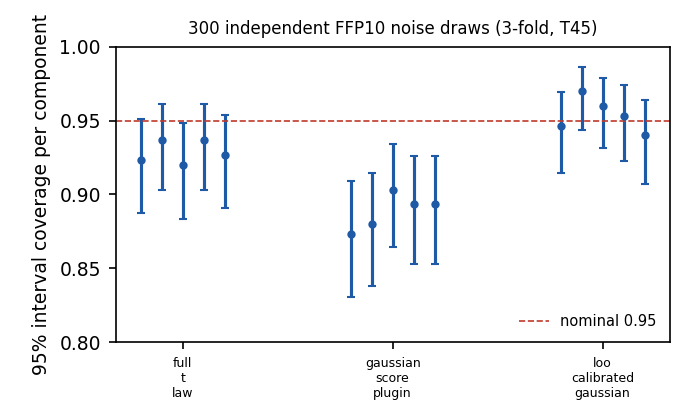 300 independent FFP10 noise draws (3-fold, T45)
95% interval coverage per component
1.00
0.95
0.90
0.85
0.80
nominal 0.95
full
t
law
gaussian
score
plugin
loo
calibrated
gaussian